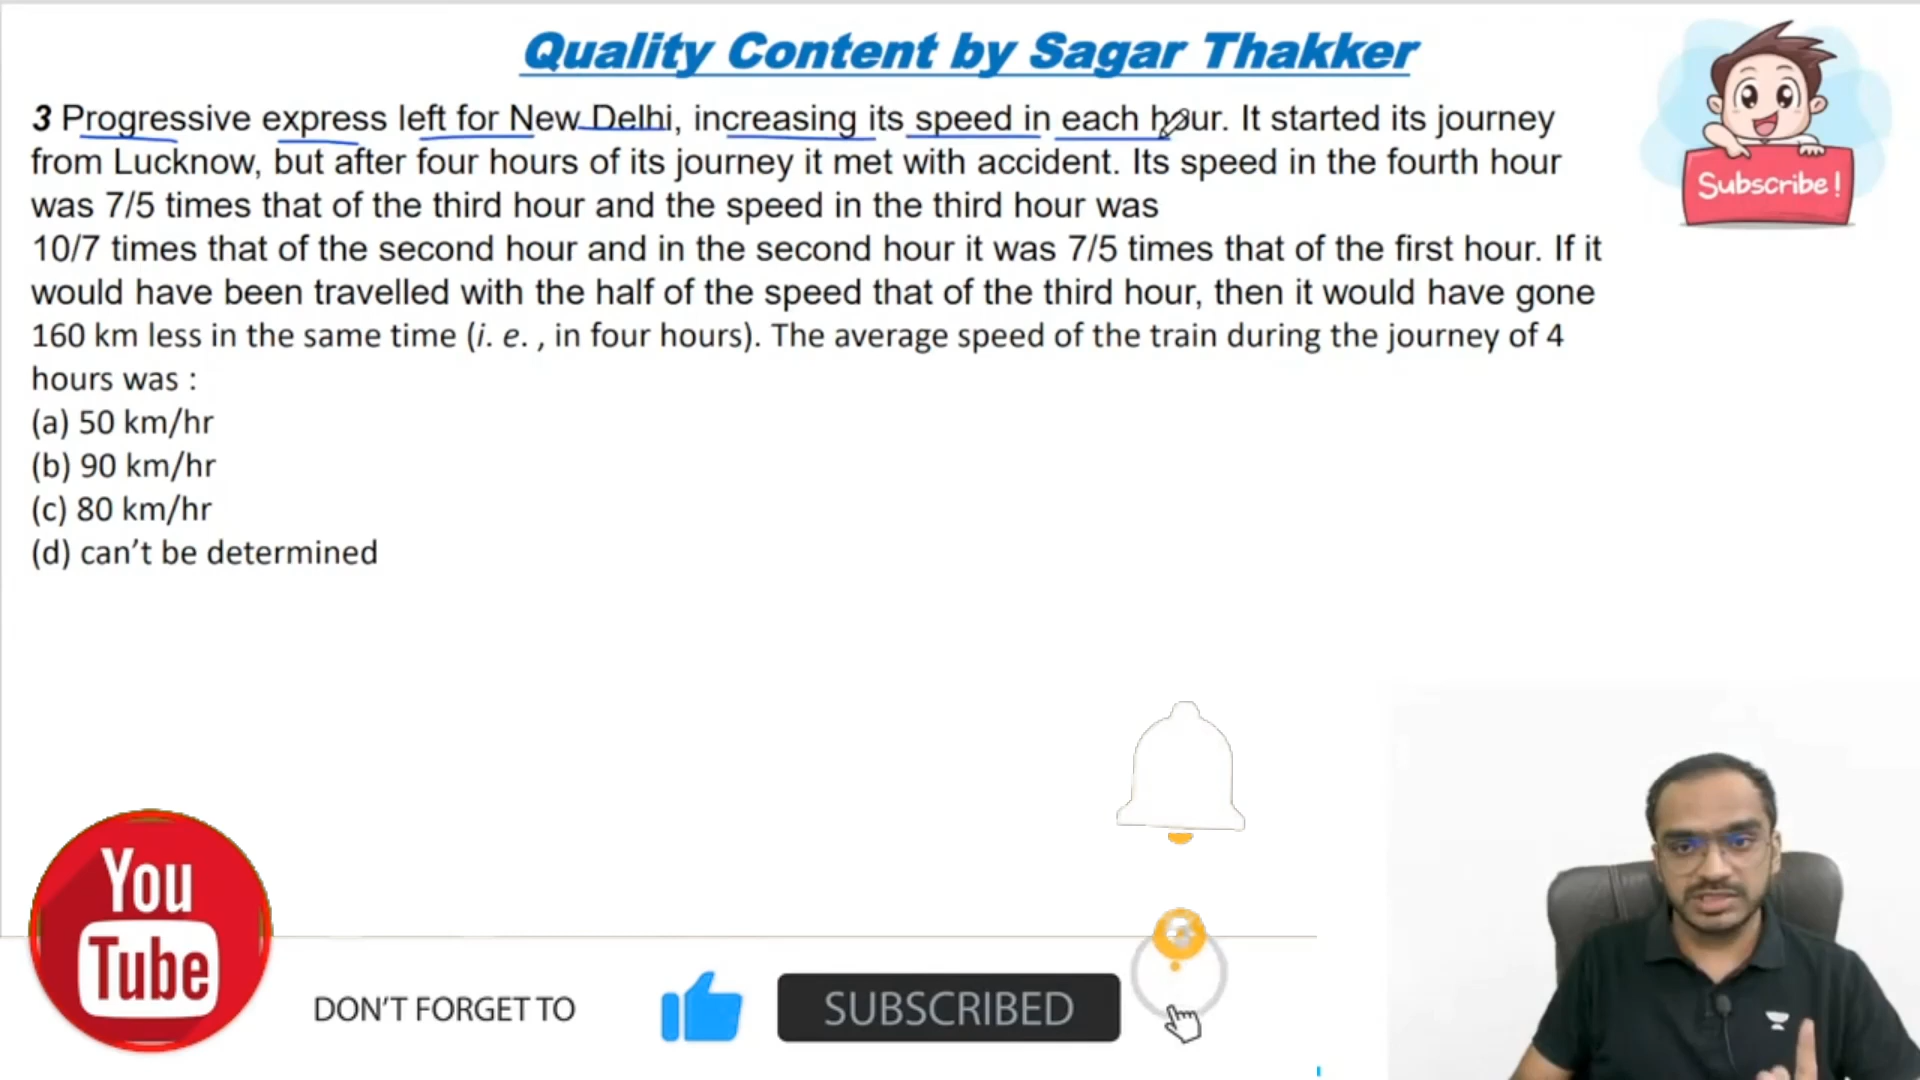 Quality Content by Sagar Thakker
3 Progressive express left for New Delhi, increasing its speed in each hour. It started its journey
from Lucknow, but after four hours of its journey it met with accident. Its speed in the fourth hour
was 7/5 times that of the third hour and the speed in the third hour was
10/7 times that of the second hour and in the second hour it was 7/5 times that of the first hour. If it
would have been travelled with the half of the speed that of the third hour, then it would have gone
160 km less in the same time (i. e. , in four hours). The average speed of the train during the journey of 4
hours was :
(a) 50 km/hr
(b) 90 km/hr
(c) 80 km/hr
(d) can’t be determined
Subscribe !
You
Tube
DON’T FORGET TO
SUBSCRIBED